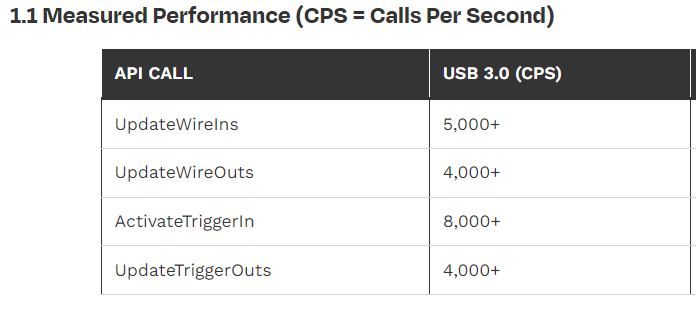 1.1 Measured Performance (CPS = Calls Per Second)
API CALL USB 3.0 (CPS)
UpdateWireIns 5,000+
UpdateWireOuts 4,000+
ActivateTriggerIn 8,000+
UpdateTriggerOuts 4,000+